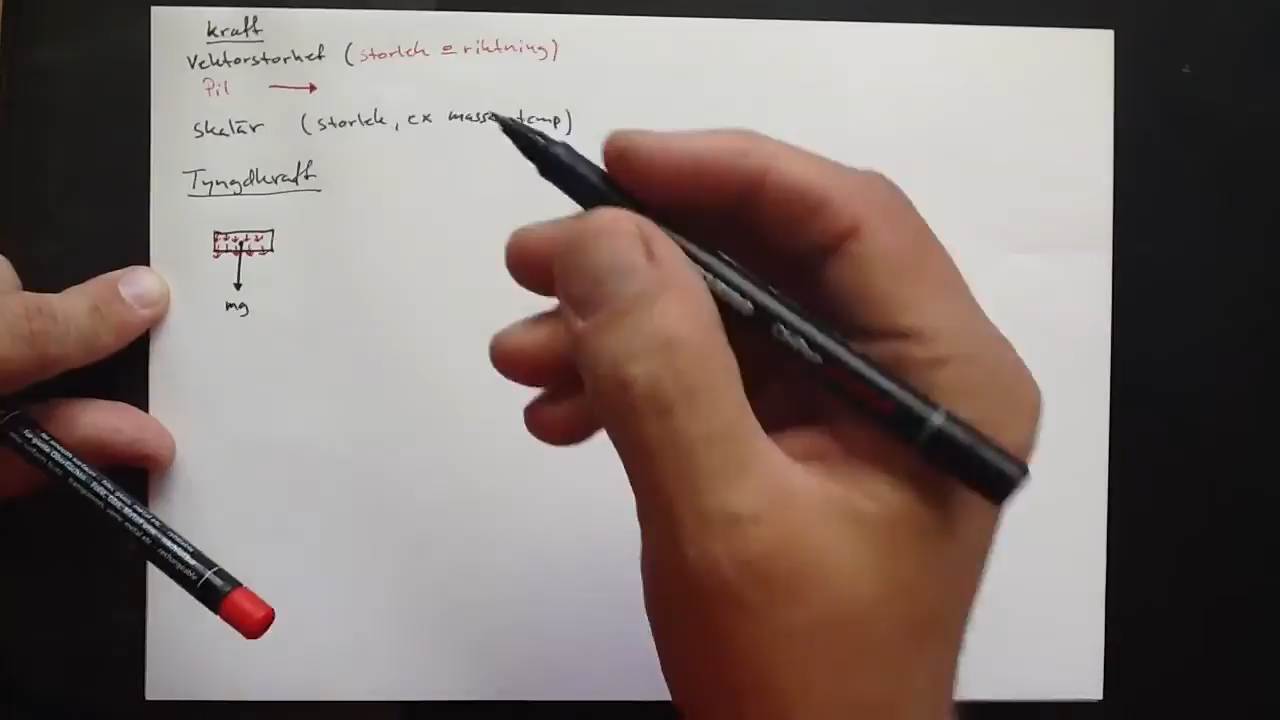 kraft
Vektorstorhet (storlek o riktning)
Pil
skalär (storlek, ex massa temp)
Tyngdkraft
mg